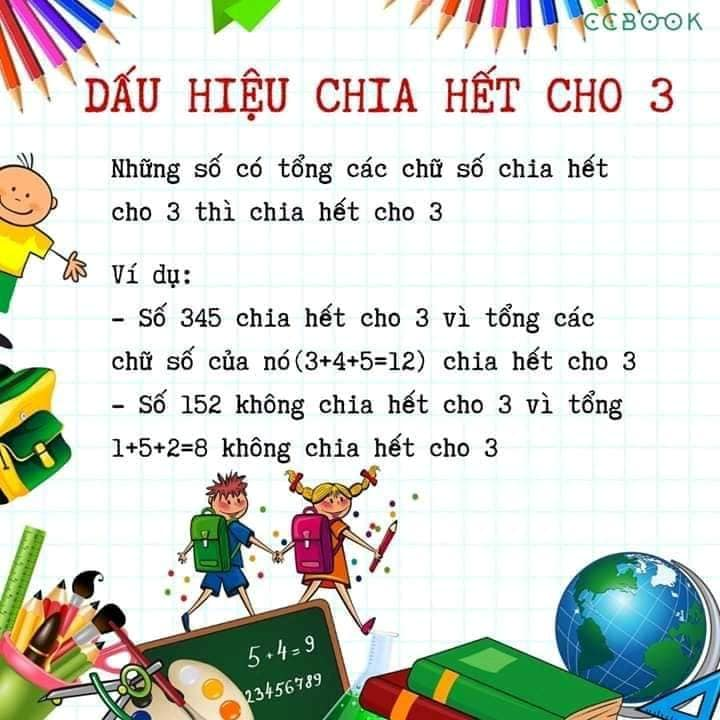 CCBOOK
DẤU HIỆU CHIA HẾT CHO 3
Những số có tổng các chữ số chia hết
cho 3 thì chia hết cho 3
Ví dụ:
- Số 345 chia hết cho 3 vì tổng các
chữ số của nó(3+4+5=12) chia hết cho 3
- Số 152 không chia hết cho 3 vì tổng
1+5+2=8 không chia hết cho 3
5+4=9
123456789